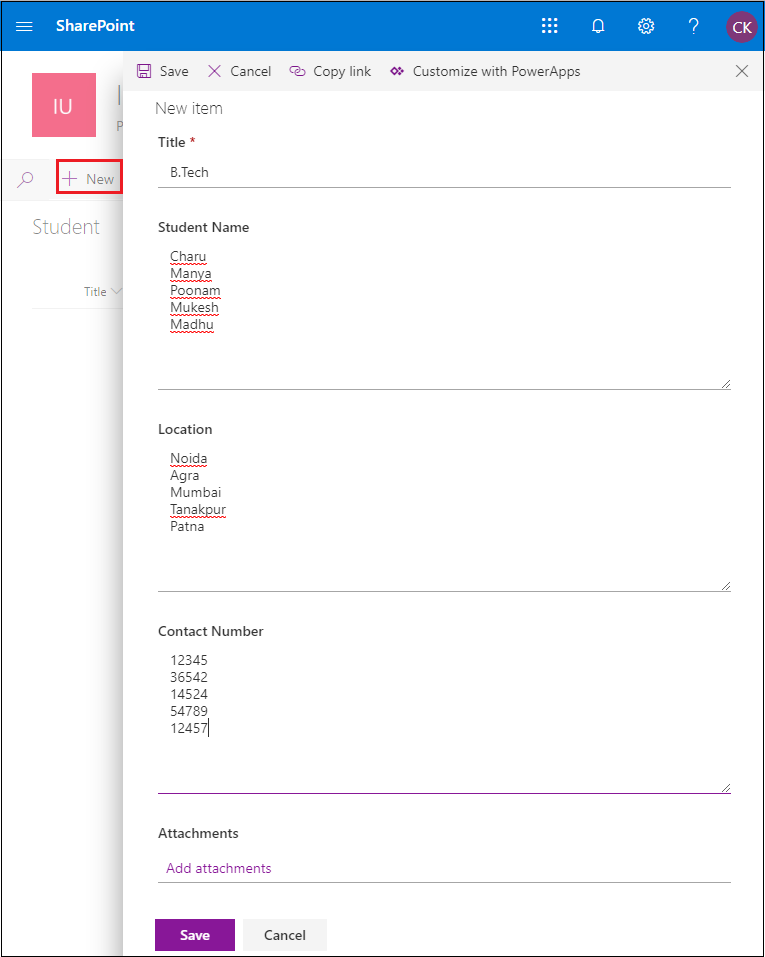 SharePoint
CK
Save Cancel Copy link Customize with PowerApps
IU
New item
Title *
B.Tech
New
Student
Title
Student Name
Charu
Manya
Poonam
Mukesh
Madhu
Location
Noida
Agra
Mumbai
Tanakpur
Patna
Contact Number
12345
36542
14524
54789
12457
Attachments
Add attachments
Save Cancel